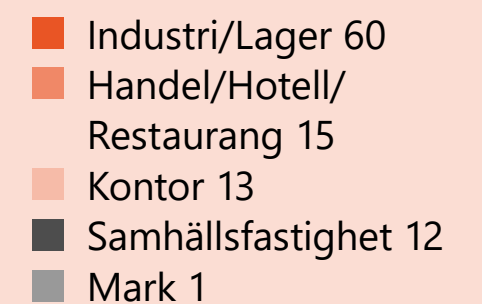 Industri/Lager 60
Handel/Hotell/
Restaurang 15
Kontor 13
Samhällsfastighet 12
Mark 1